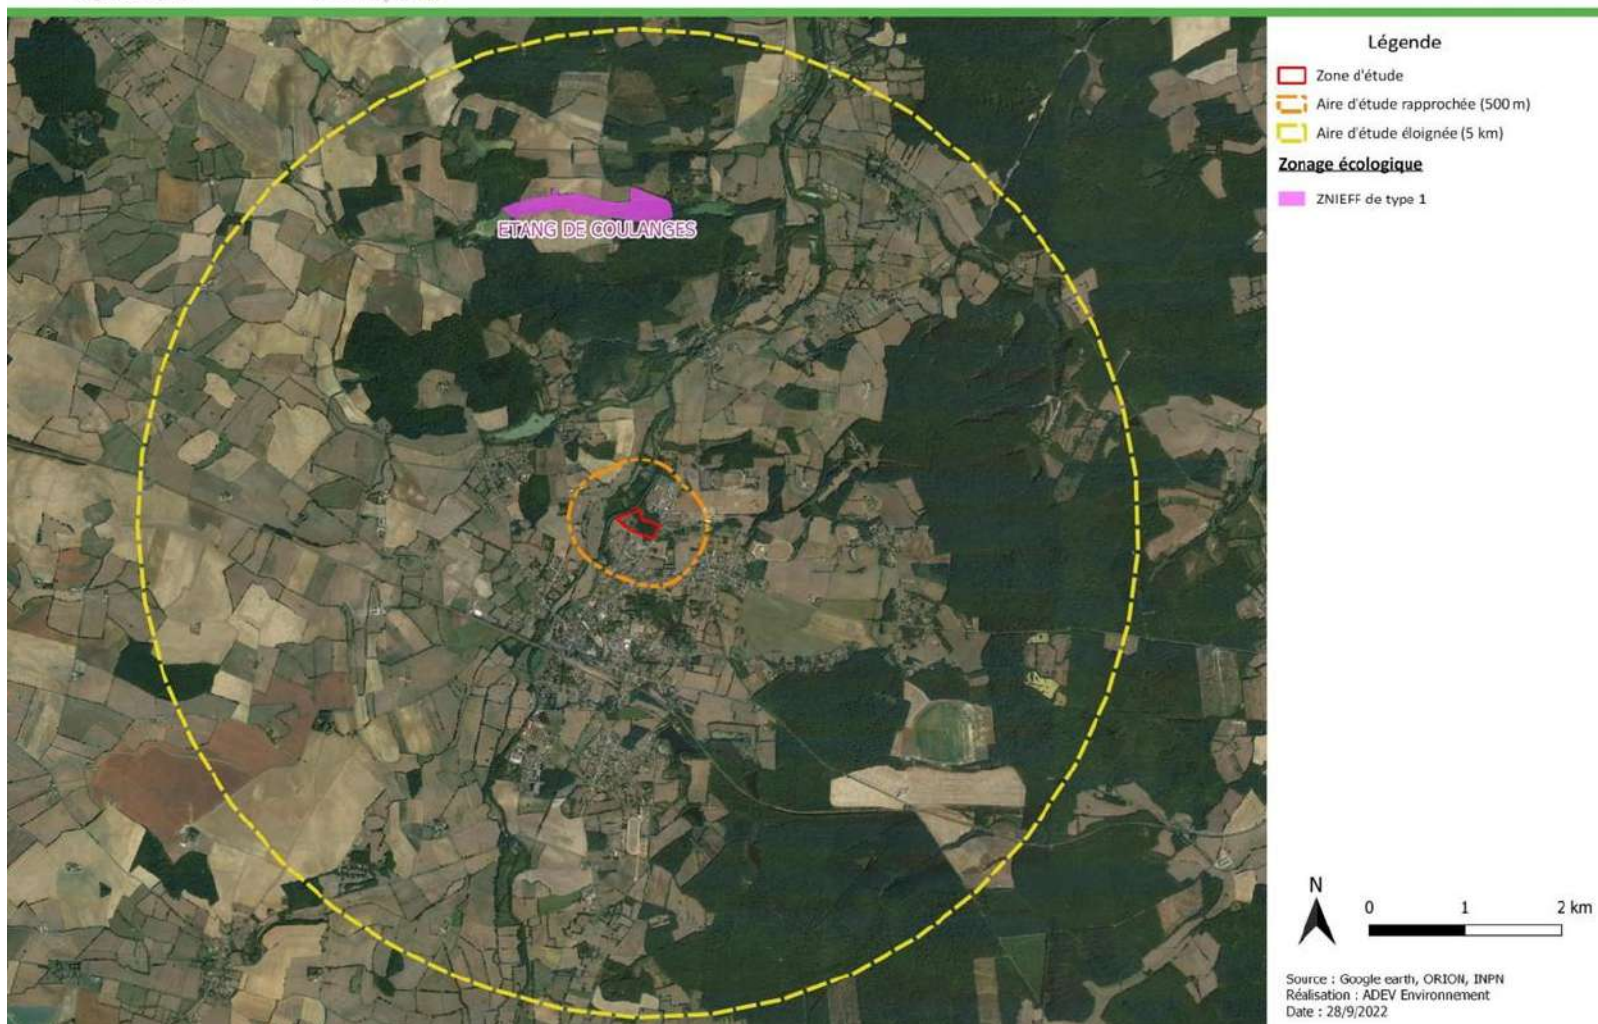 Légende
Zone d'étude
Aire d'étude rapprochée (500 m)
Aire d'étude éloignée (5 km)
Zonage écologique
ZNIEFF de type 1
ETANG DE COULANGES
N
0 1 2 km
Source : Google earth, ORION, INPN
Réalisation : ADEV Environnement
Date : 28/9/2022